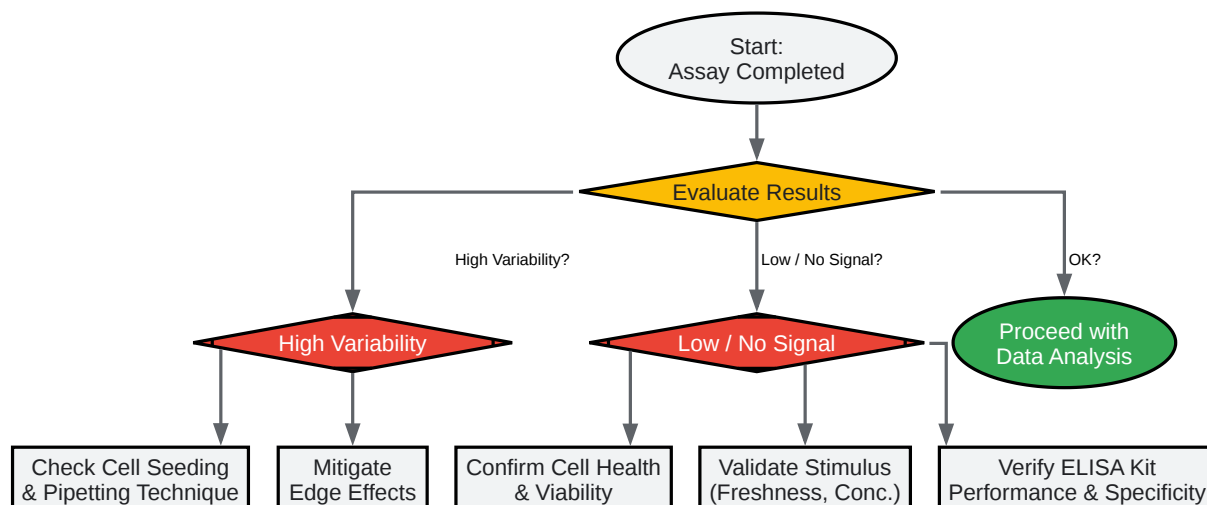 Start:
Assay Completed
Evaluate Results
High Variability?
Low / No Signal?
OK?
High Variability
Low / No Signal
Proceed with
Data Analysis
Check Cell Seeding
& Pipetting Technique
Mitigate
Edge Effects
Confirm Cell Health
& Viability
Validate Stimulus
(Freshness, Conc.)
Verify ELISA Kit
Performance & Specificity